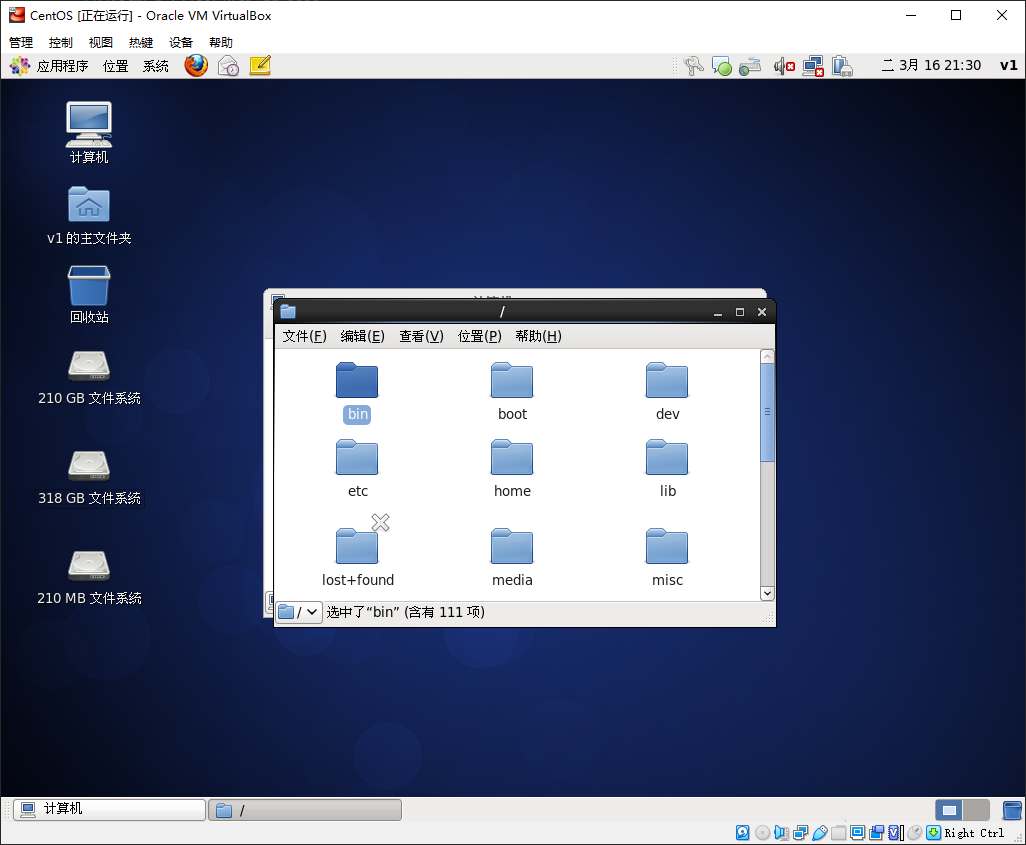 CentOS [正在运行] - Oracle VM VirtualBox
管理 控制 视图 热键 设备 帮助
应用程序 位置 系统 二 3月 16 21:30 v1
计算机
v1 的主文件夹
回收站
210 GB 文件系统
318 GB 文件系统
210 MB 文件系统
/
文件(F) 编辑(E) 查看(V) 位置(P) 帮助(H)
bin boot dev
etc home lib
lost+found media misc
/ 选中了“bin” (含有 111 项)
计算机 /
Right Ctrl